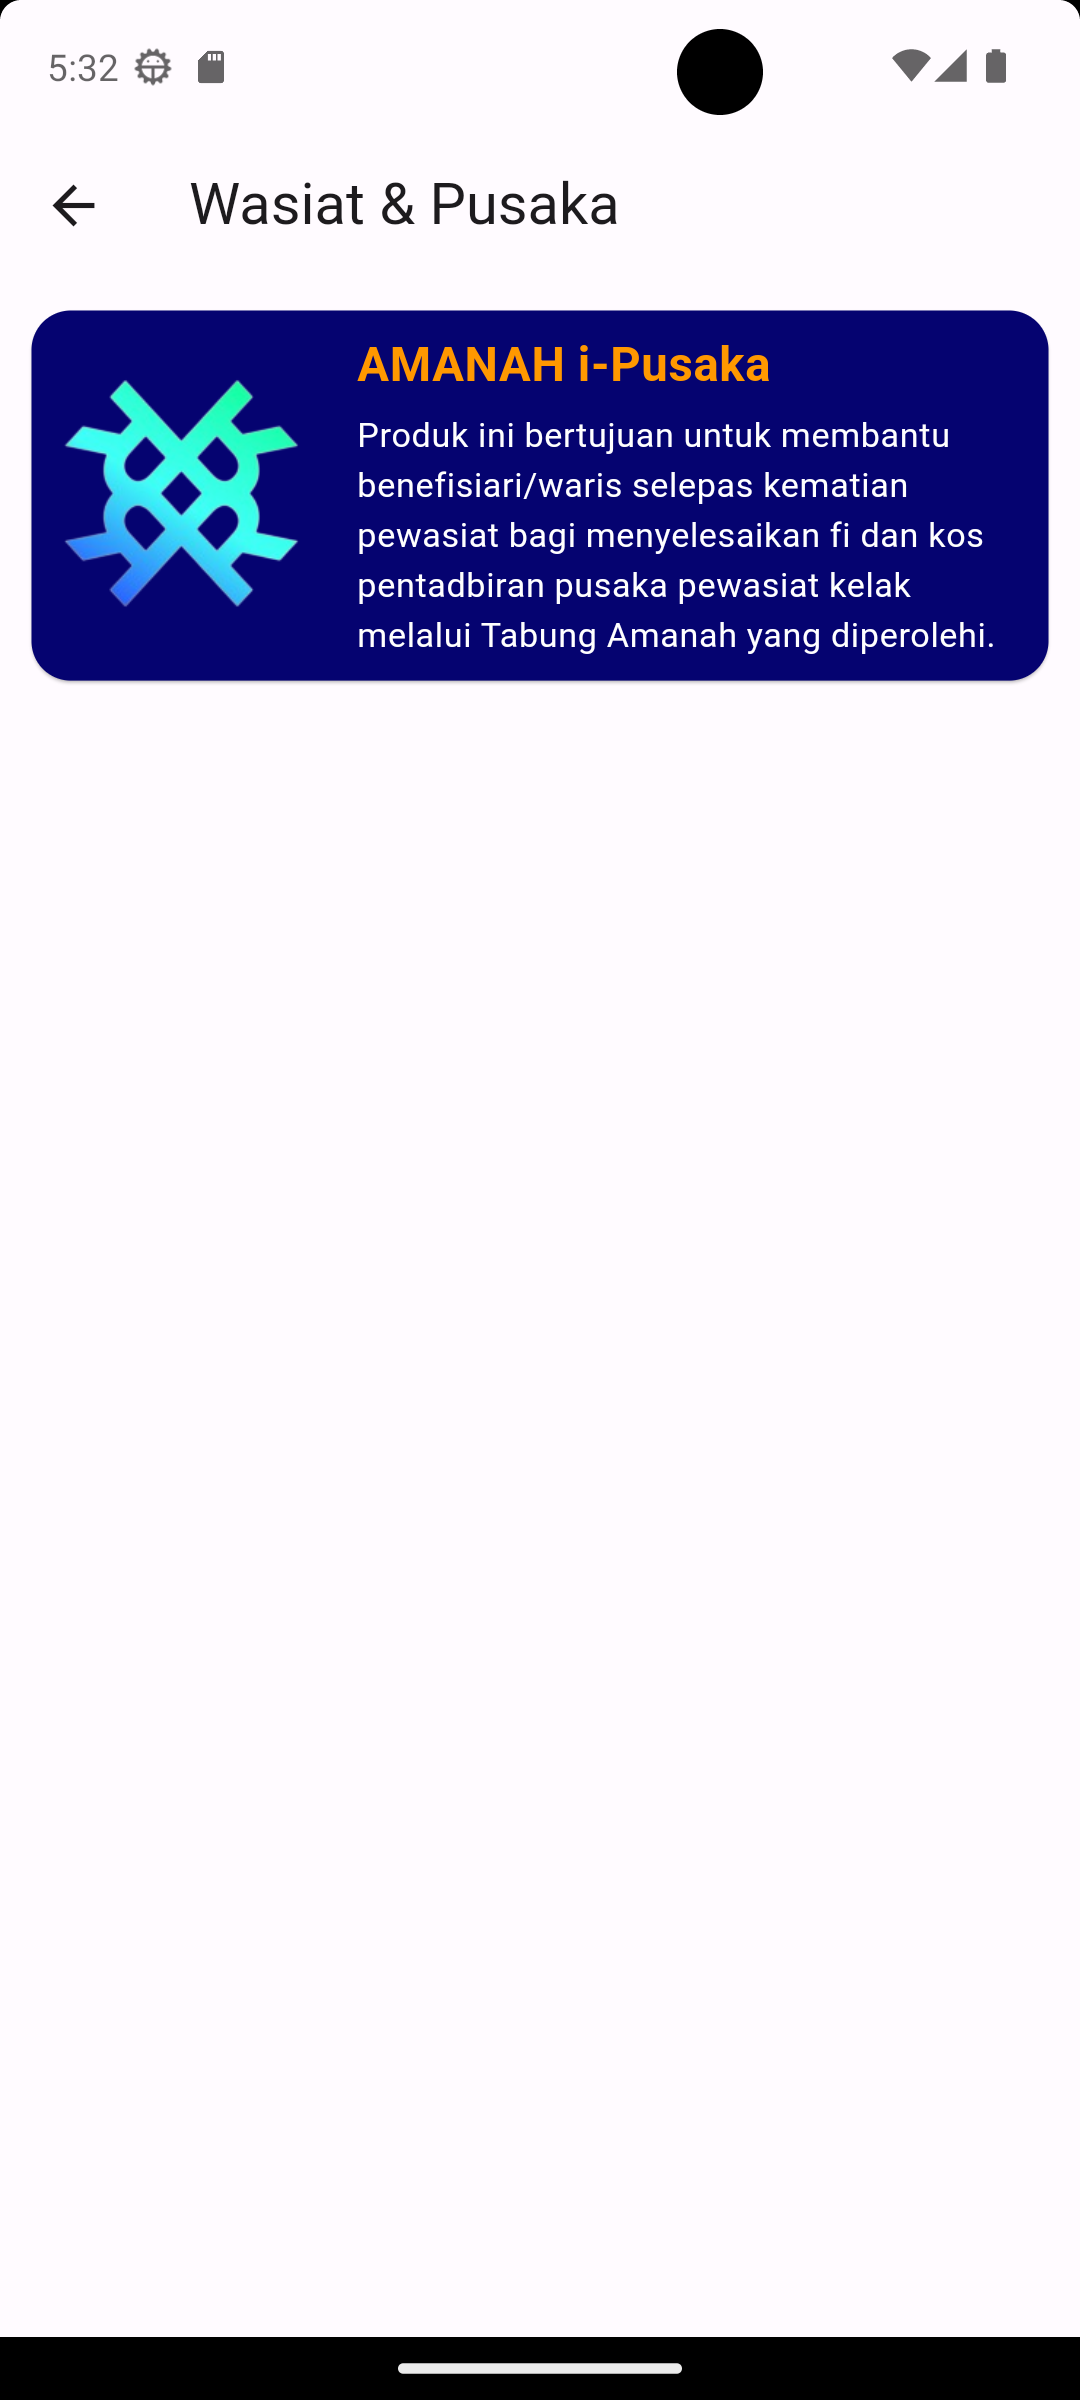 5:32
Wasiat & Pusaka
AMANAH i-Pusaka
Produk ini bertujuan untuk membantu
benefisiari/waris selepas kematian
pewasiat bagi menyelesaikan fi dan kos
pentadbiran pusaka pewasiat kelak
melalui Tabung Amanah yang diperolehi.